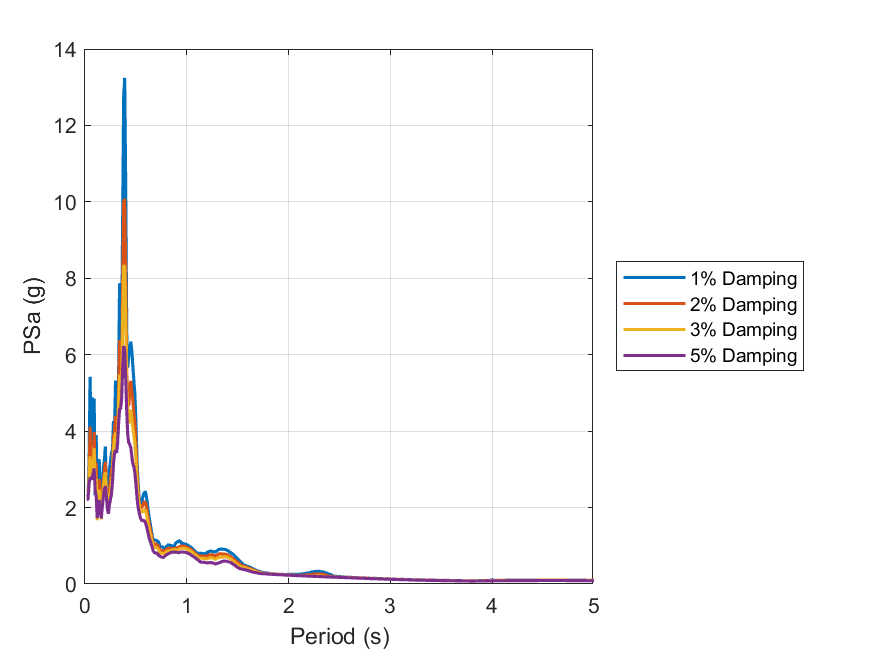 14
12
10
8
6
4
2
0
PSa (g)
0 1 2 3 4 5
Period (s)
1% Damping
2% Damping
3% Damping
5% Damping